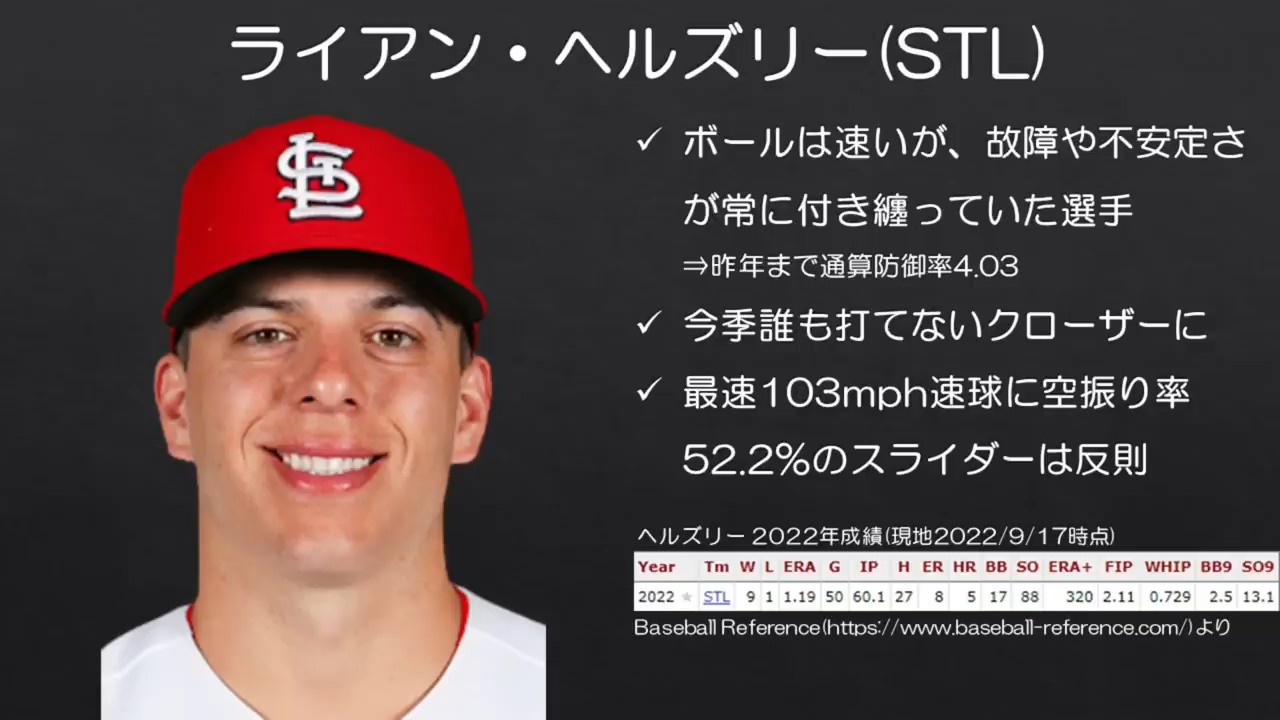 ライアン・ヘルズリー(STL)
STL
✓ ボールは速いが、故障や不安定さ
が常に付き纏っていた選手
⇒昨年まで通算防御率4.03
✓ 今季誰も打てないクローザーに
✓ 最速103mph速球に空振り率
52.2%のスライダーは反則
ヘルズリー 2022年成績(現地2022/9/17時点)
Year Tm W L ERA G IP H ER HR BB SO ERA+ FIP WHIP BB9 SO9
2022 ★ STL 9 1 1.19 50 60.1 27 8 5 17 88 320 2.11 0.729 2.5 13.1
Baseball Reference(https://www.baseball-reference.com/)より